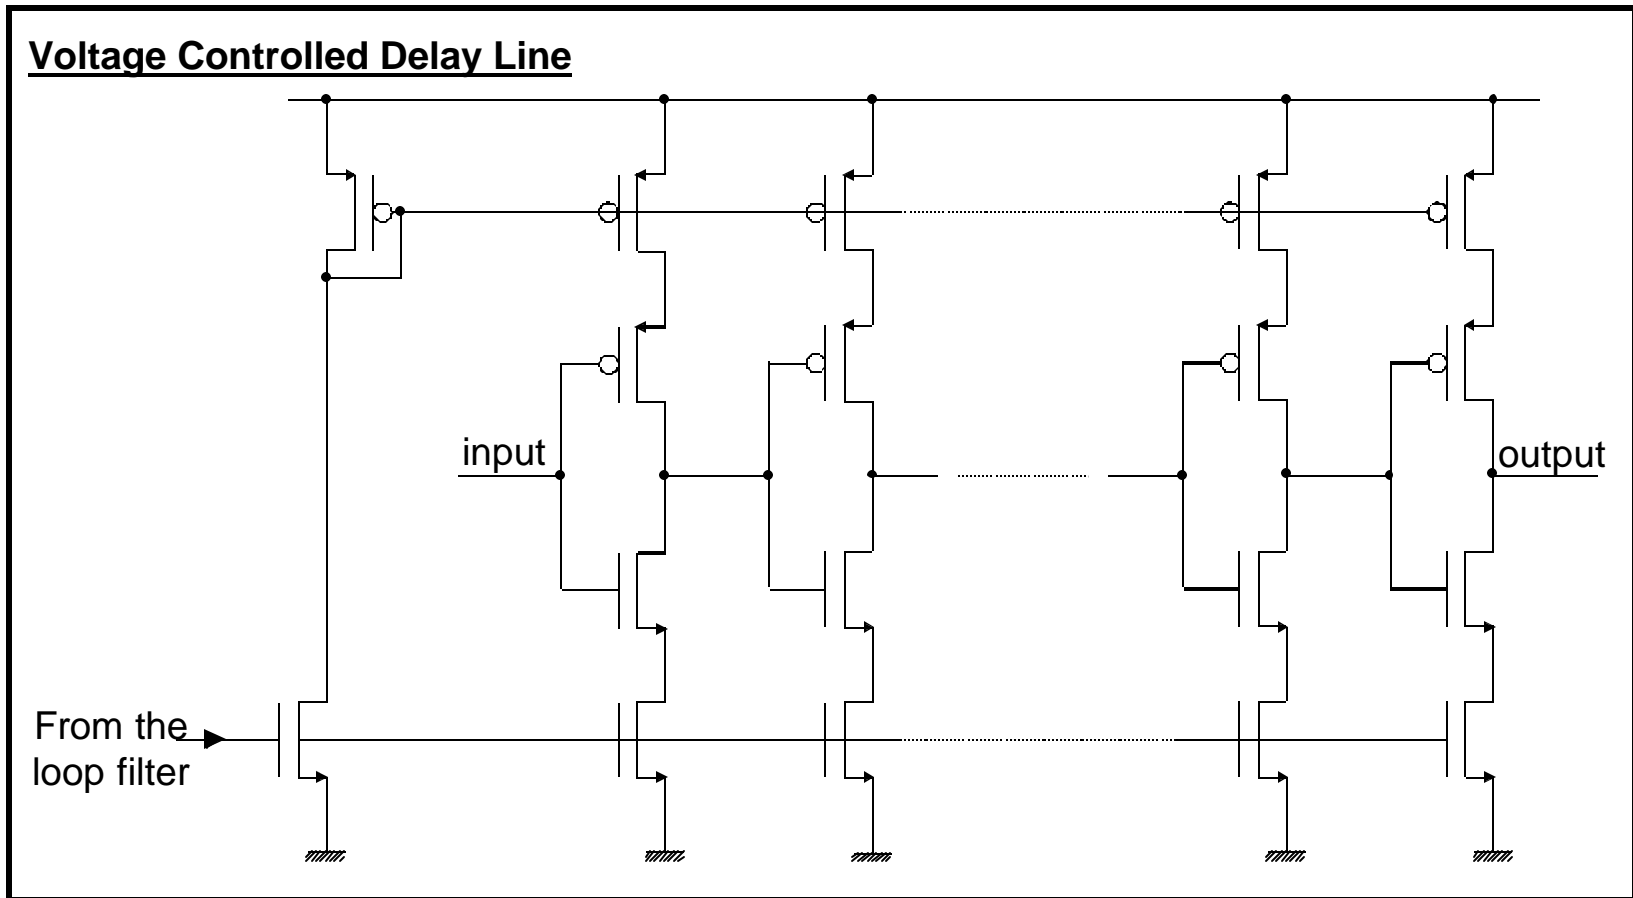 Voltage Controlled Delay Line
input
output
From the
loop filter